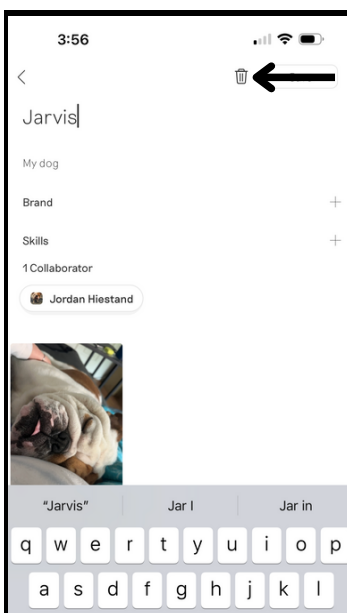 3:56
Jarvis
My dog
Brand
Skills
1 Collaborator
Jordan Hiestand
"Jarvis"
Jar I
Jar in
q w e r t y u i o p
a s d f g h j k l